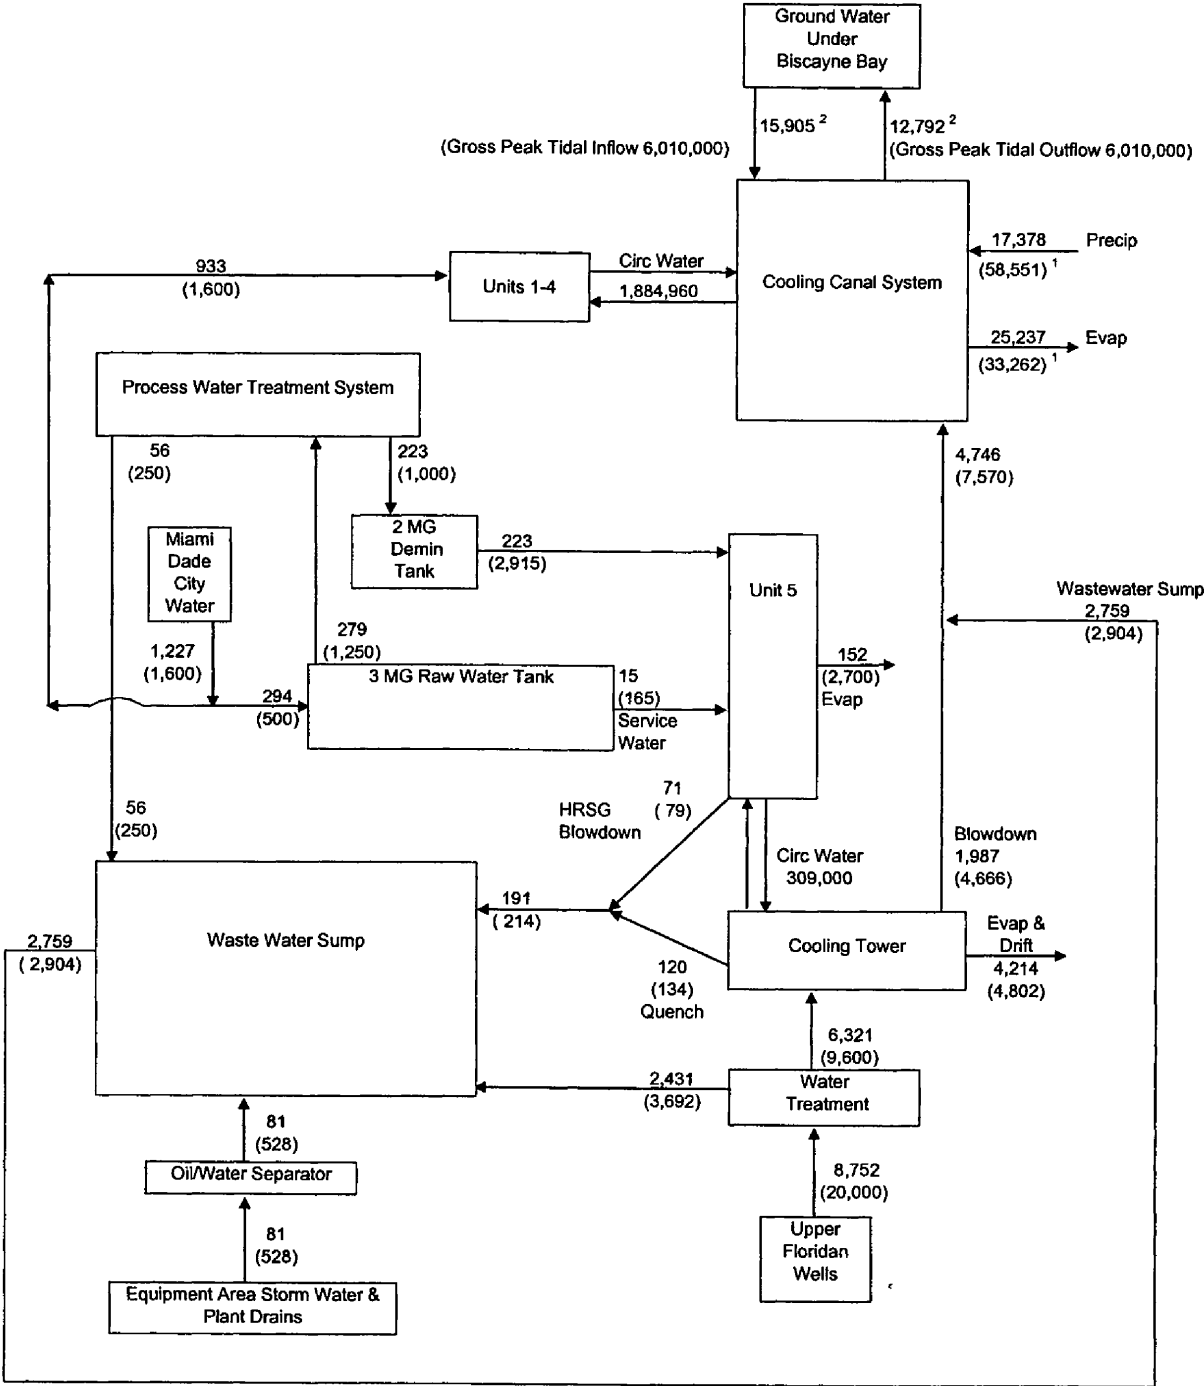 Ground Water
Under
Biscayne Bay
15,905 2
12,792 2
(Gross Peak Tidal Inflow 6,010,000)
(Gross Peak Tidal Outflow 6,010,000)
933
(1,600)
Units 1-4
Circ Water
1,884,960
Cooling Canal System
17,378
(58,551) 1
Precip
25,237
(33,262) 1
Evap
Process Water Treatment System
56
(250)
223
(1,000)
4,746
(7,570)
Miami
Dade
City
Water
2 MG
Demin
Tank
223
(2,915)
Unit 5
Wastewater Sump
2,759
(2,904)
1,227
(1,600)
279
(1,250)
3 MG Raw Water Tank
294
(500)
15
(165)
Service
Water
152
(2,700)
Evap
56
(250)
71
( 79)
HRSG
Blowdown
Circ Water
309,000
Blowdown
1,987
(4,666)
2,759
( 2,904)
Waste Water Sump
191
( 214)
120
(134)
Quench
Cooling Tower
Evap &
Drift
4,214
(4,802)
6,321
(9,600)
2,431
(3,692)
Water
Treatment
81
(528)
Oil/Water Separator
8,752
(20,000)
81
(528)
Upper
Floridan
Wells
Equipment Area Storm Water &
Plant Drains